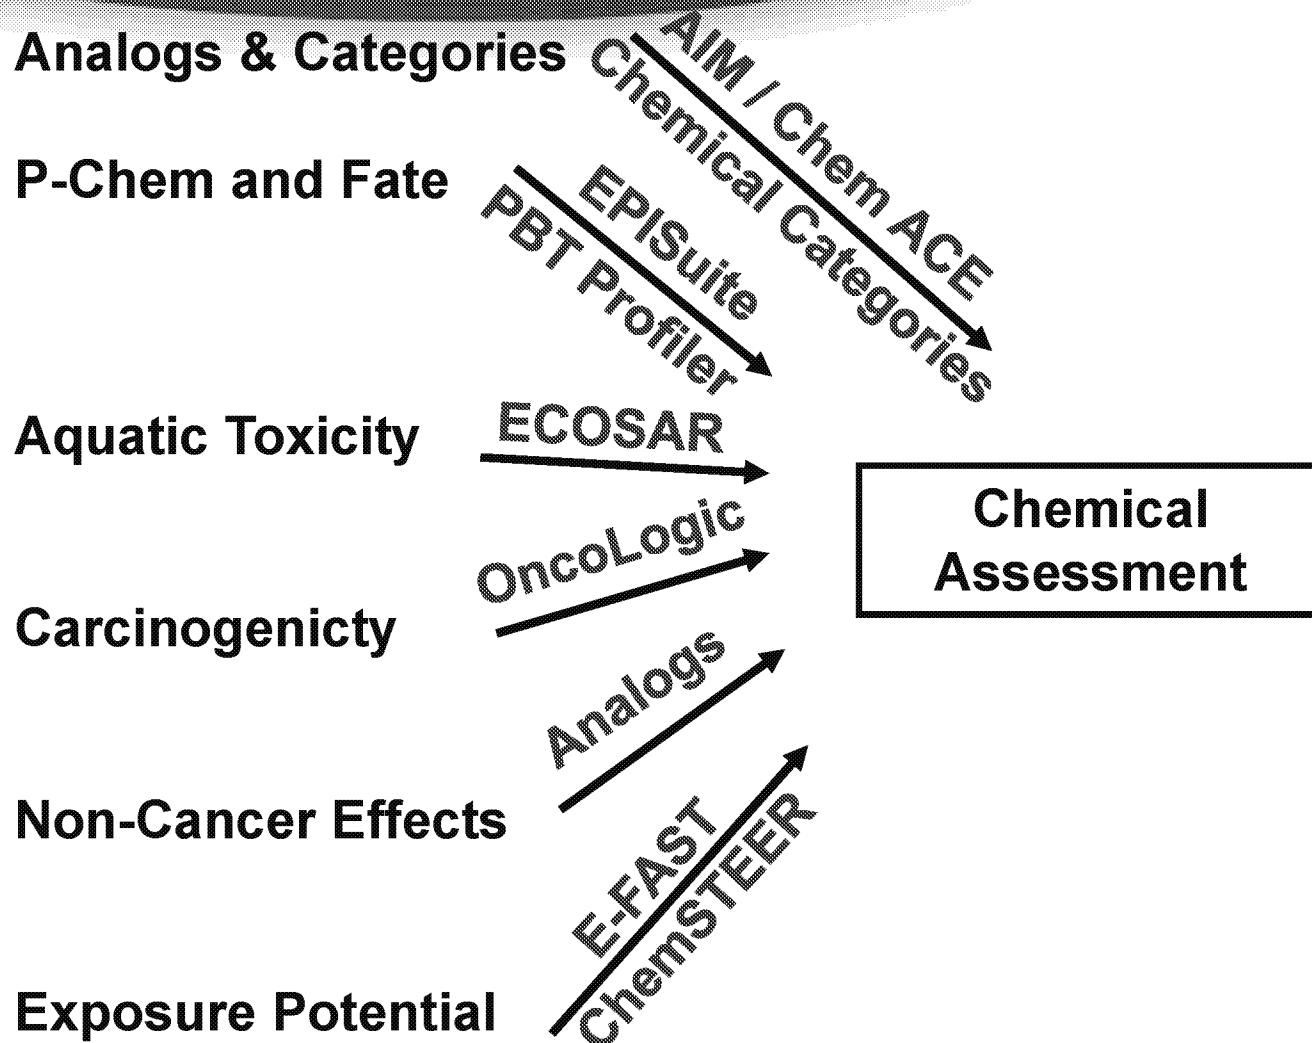 Analogs & Categories
AIM / Chem ACE
Chemical Categories
P-Chem and Fate
EPISuite
PBT Profiler
Aquatic Toxicity
ECOSAR
Chemical
Assessment
OncoLogic
Carcinogenicty
Analogs
Non-Cancer Effects
E-FAST
ChemSTEER
Exposure Potential